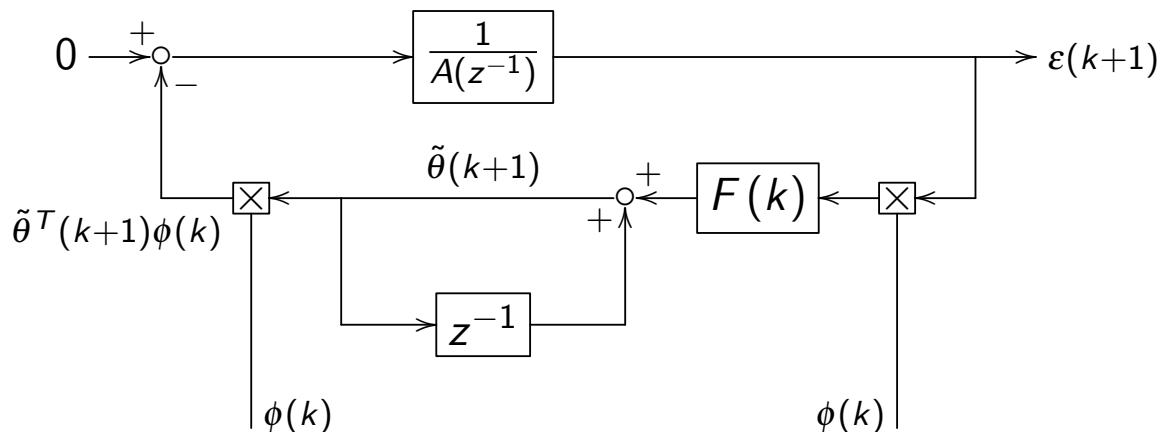 0
+
−
1
A(z⁻¹)
ε(k+1)
θ̃(k+1)
+
+
F(k)
θ̃ᵀ(k+1)ϕ(k)
z⁻¹
ϕ(k)
ϕ(k)